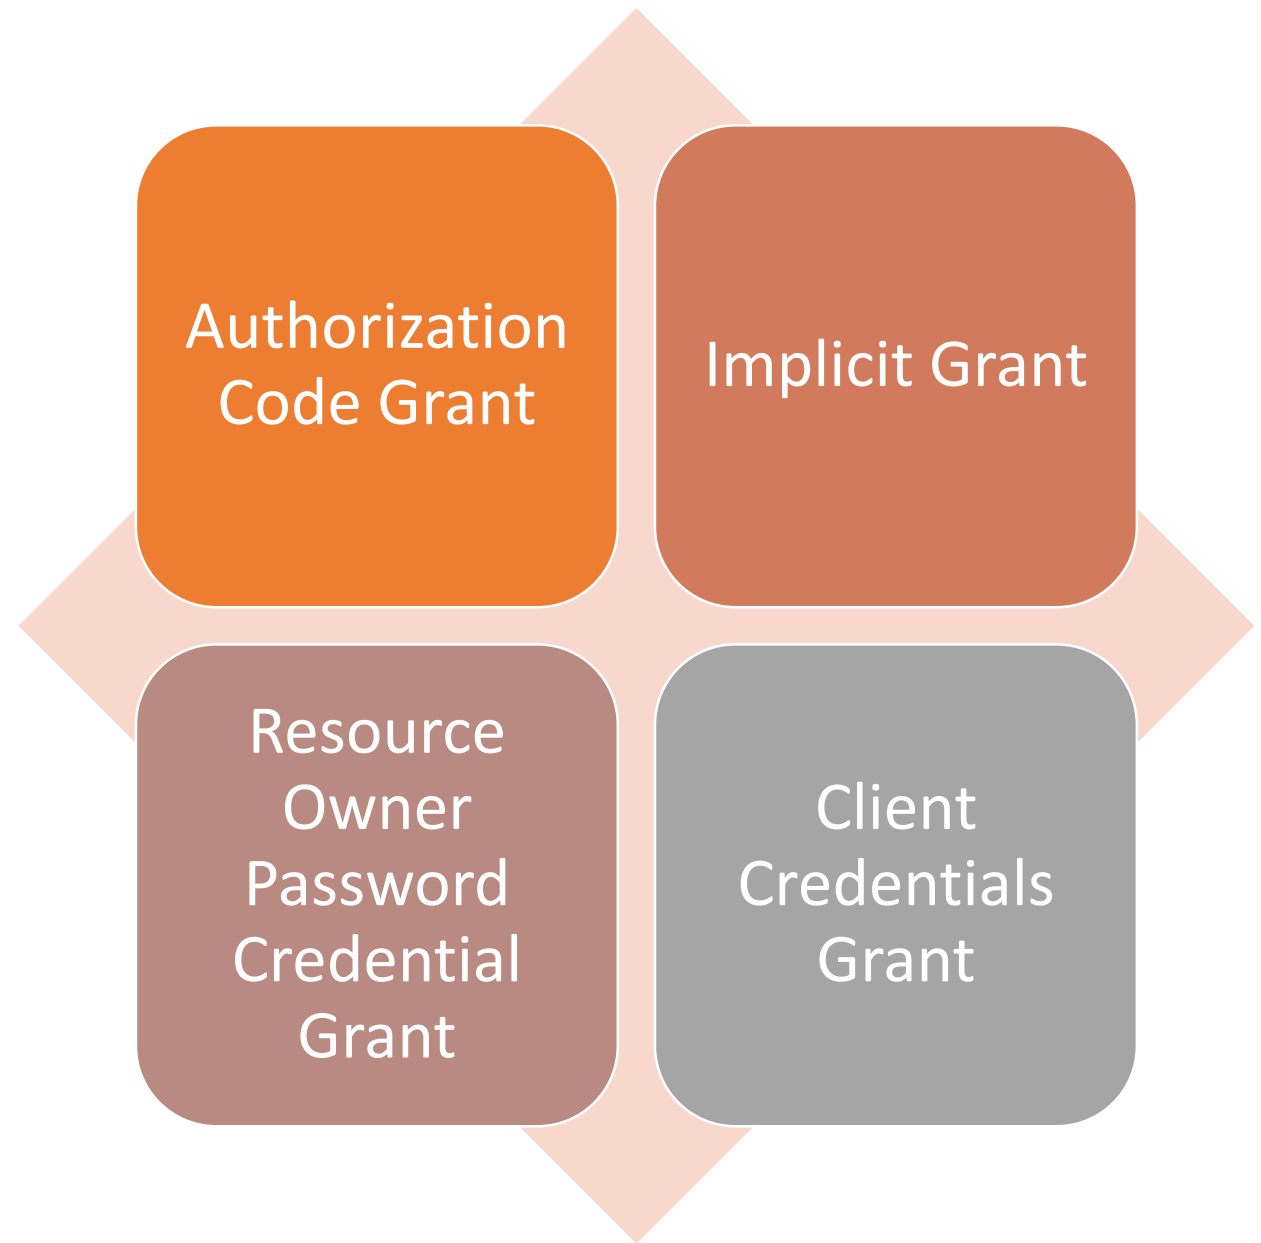 Authorization
Code Grant
Implicit Grant
Resource
Owner
Password
Credential
Grant
Client
Credentials
Grant